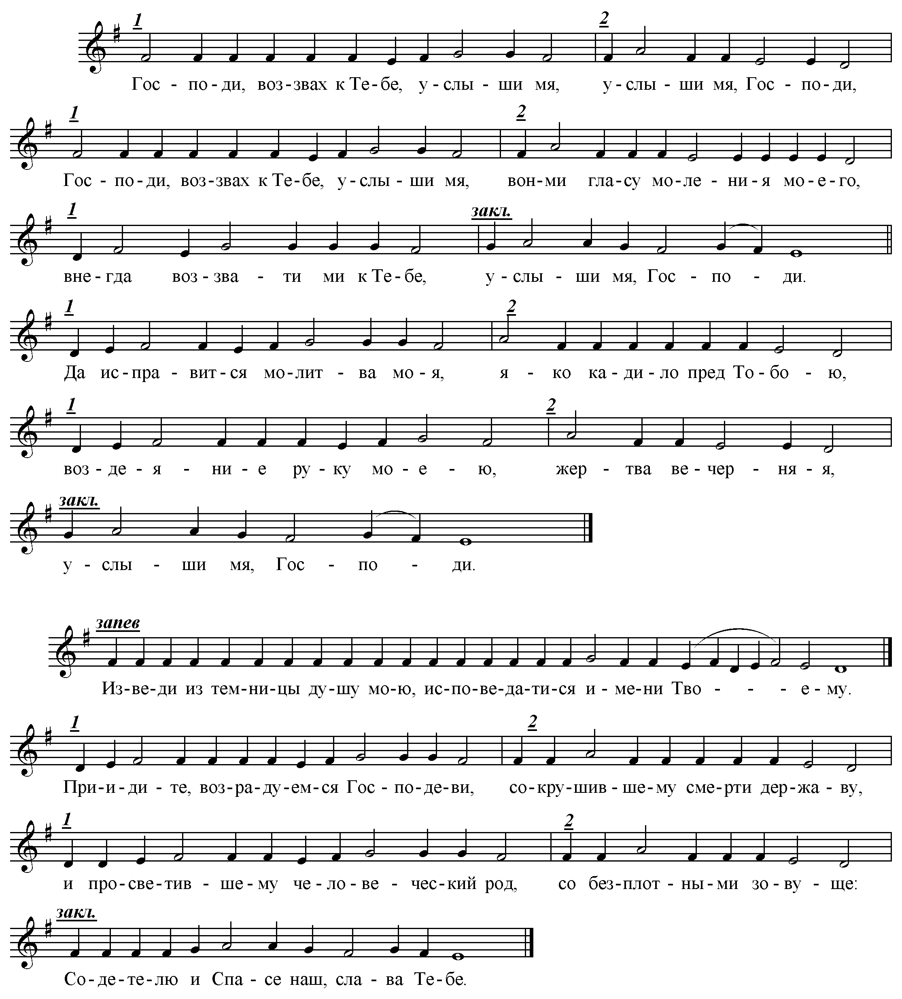 1 2
Гос - по - ди, воз - звах к Те - бе, у - слы - ши мя, у - слы - ши мя, Гос - по - ди,
1 2
Гос - по - ди, воз - звах к Те - бе, у - слы - ши мя, вон - ми гла - су мо - ле - ни - я мо - е - го,
1 закл.
вне - гда воз - зва - ти ми к Те - бе, у - слы - ши мя, Гос - по - ди.
1 2
Да ис - пра - вит - ся мо - лит - ва мо - я, я - ко ка - ди - ло пред То - бо - ю,
1 2
воз - де - я - ни - е ру - ку мо - е - ю, жер - тва ве - чер - ня - я,
закл.
у - слы - ши мя, Гос - по - ди.
запев
Из - ве - ди из тем - ни - цы ду - шу мо - ю, ис - по - ве - да - ти - ся и - ме - ни Тво - - - е - му.
1 2
При - и - ди - те, воз - ра - ду - ем - ся Гос - по - де - ви, со - кру - шив - ше - му сме - рти дер - жа - ву,
1 2
и про - све - тив - ше - му че - ло - ве - чес - кий род, со без - плот - ны - ми зо - ву - ще:
закл.
Со - де - те - лю и Спа - се наш, сла - ва Те - бе.